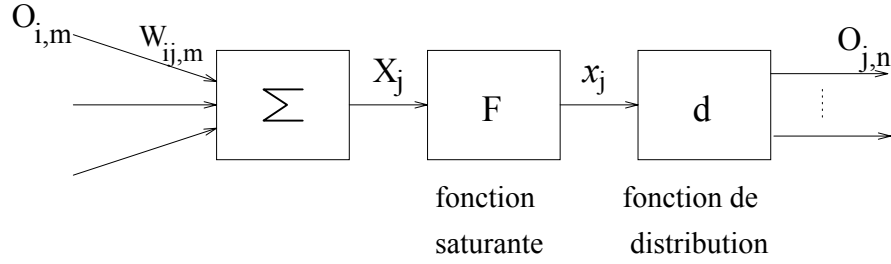 O_{i,m}
W_{ij,m}
Σ
X_j
F
x_j
d
O_{j,n}
fonction
saturante
fonction de
distribution